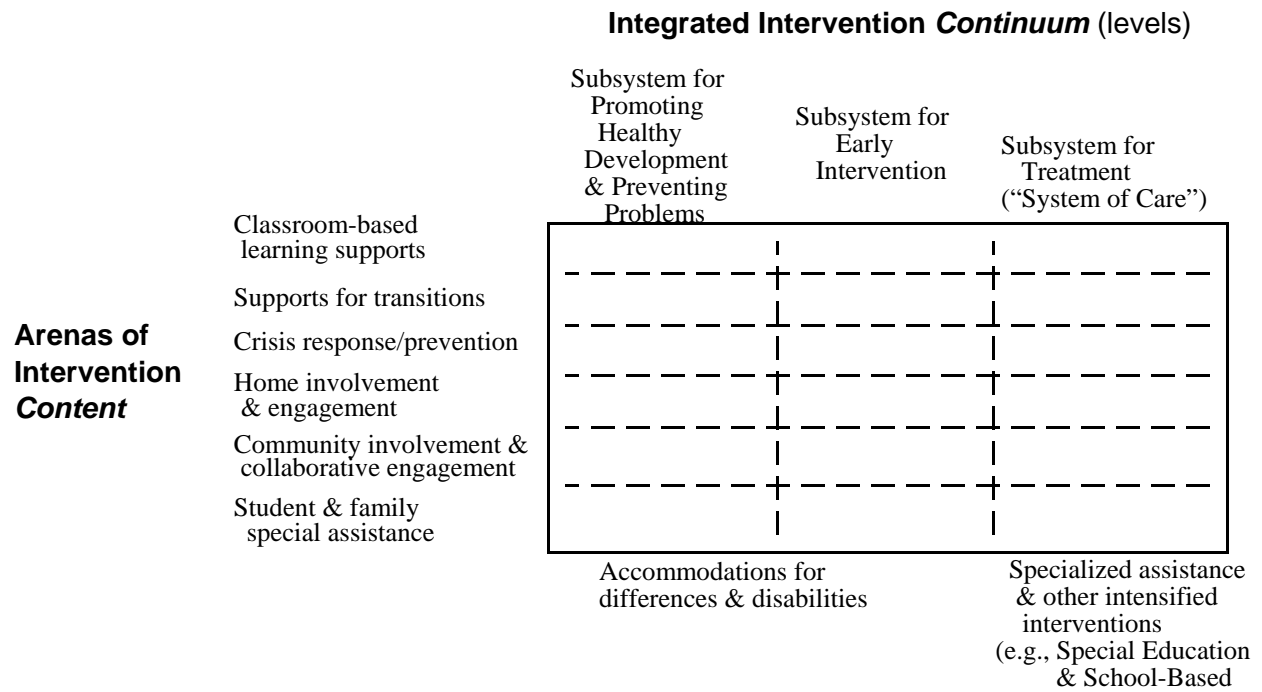 Integrated Intervention Continuum (levels)
Subsystem for
Promoting
Healthy
Development
& Preventing
Problems
Subsystem for
Early
Intervention
Subsystem for
Treatment
(“System of Care”)
Classroom-based
learning supports
Supports for transitions
Crisis response/prevention
Home involvement
& engagement
Community involvement &
collaborative engagement
Student & family
special assistance
Arenas of
Intervention
Content
Accommodations for
differences & disabilities
Specialized assistance
& other intensified
interventions
(e.g., Special Education
& School-Based